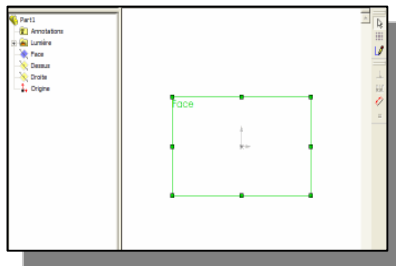 Part1
Annotations
Lumière
Face
Dessus
Droite
Origine
Face